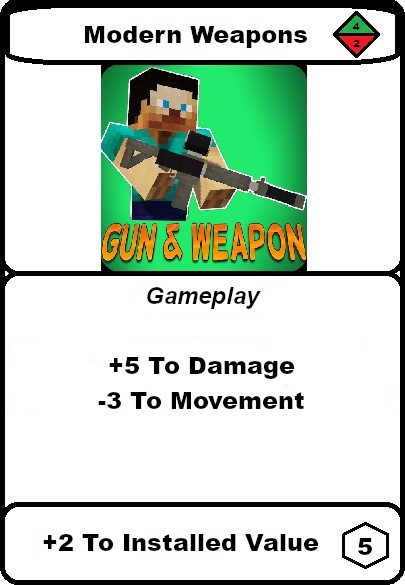 Modern Weapons
4
2
GUN & WEAPON
Gameplay
+5 To Damage
-3 To Movement
+2 To Installed Value
5